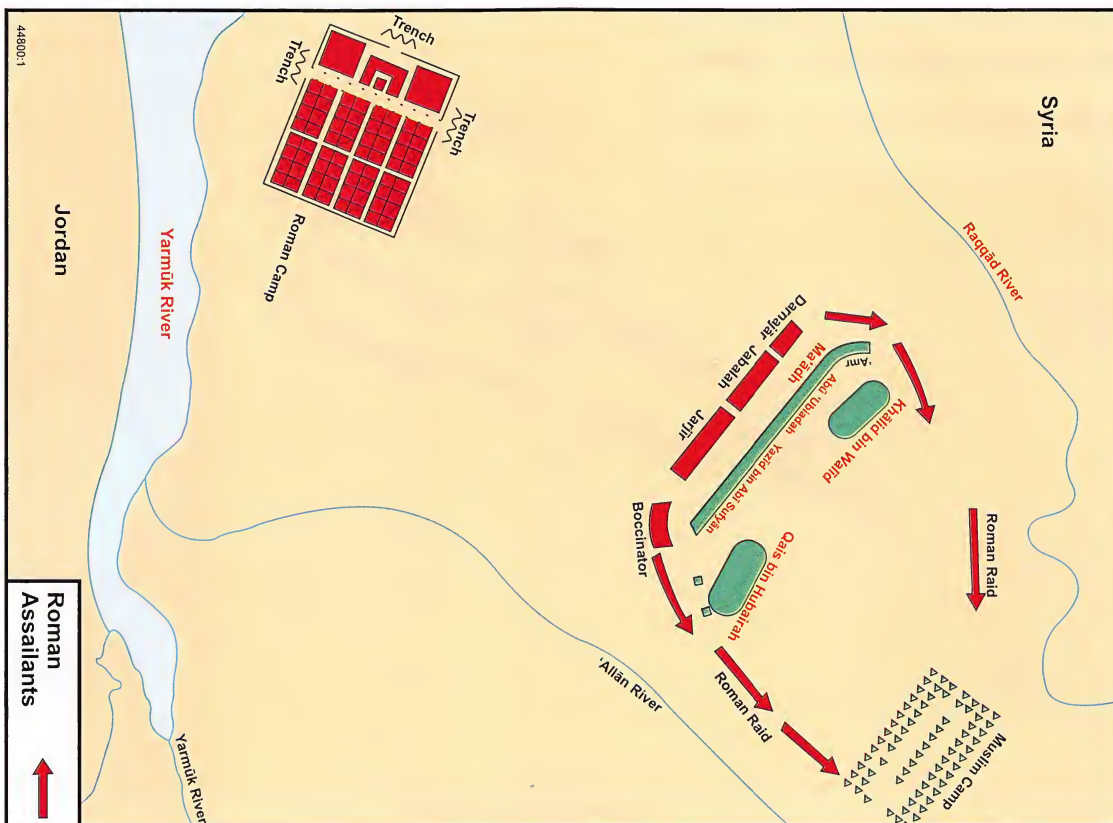 Syria
Raqqād River
Roman Raid
Muslim Camp
Khālid bin Walīd
'Amr
Abū 'Ubiadah
Ma'ādh
Yazīd bin Abī Sufyān
Qais bin Hubairah
Darnajār
Jabalah
Jarjīr
Boccinator
Roman Raid
'Allān River
Trench
Trench
Trench
Roman Camp
Yarmūk River
Yarmūk River
Jordan
Roman
Assailants
44800:1